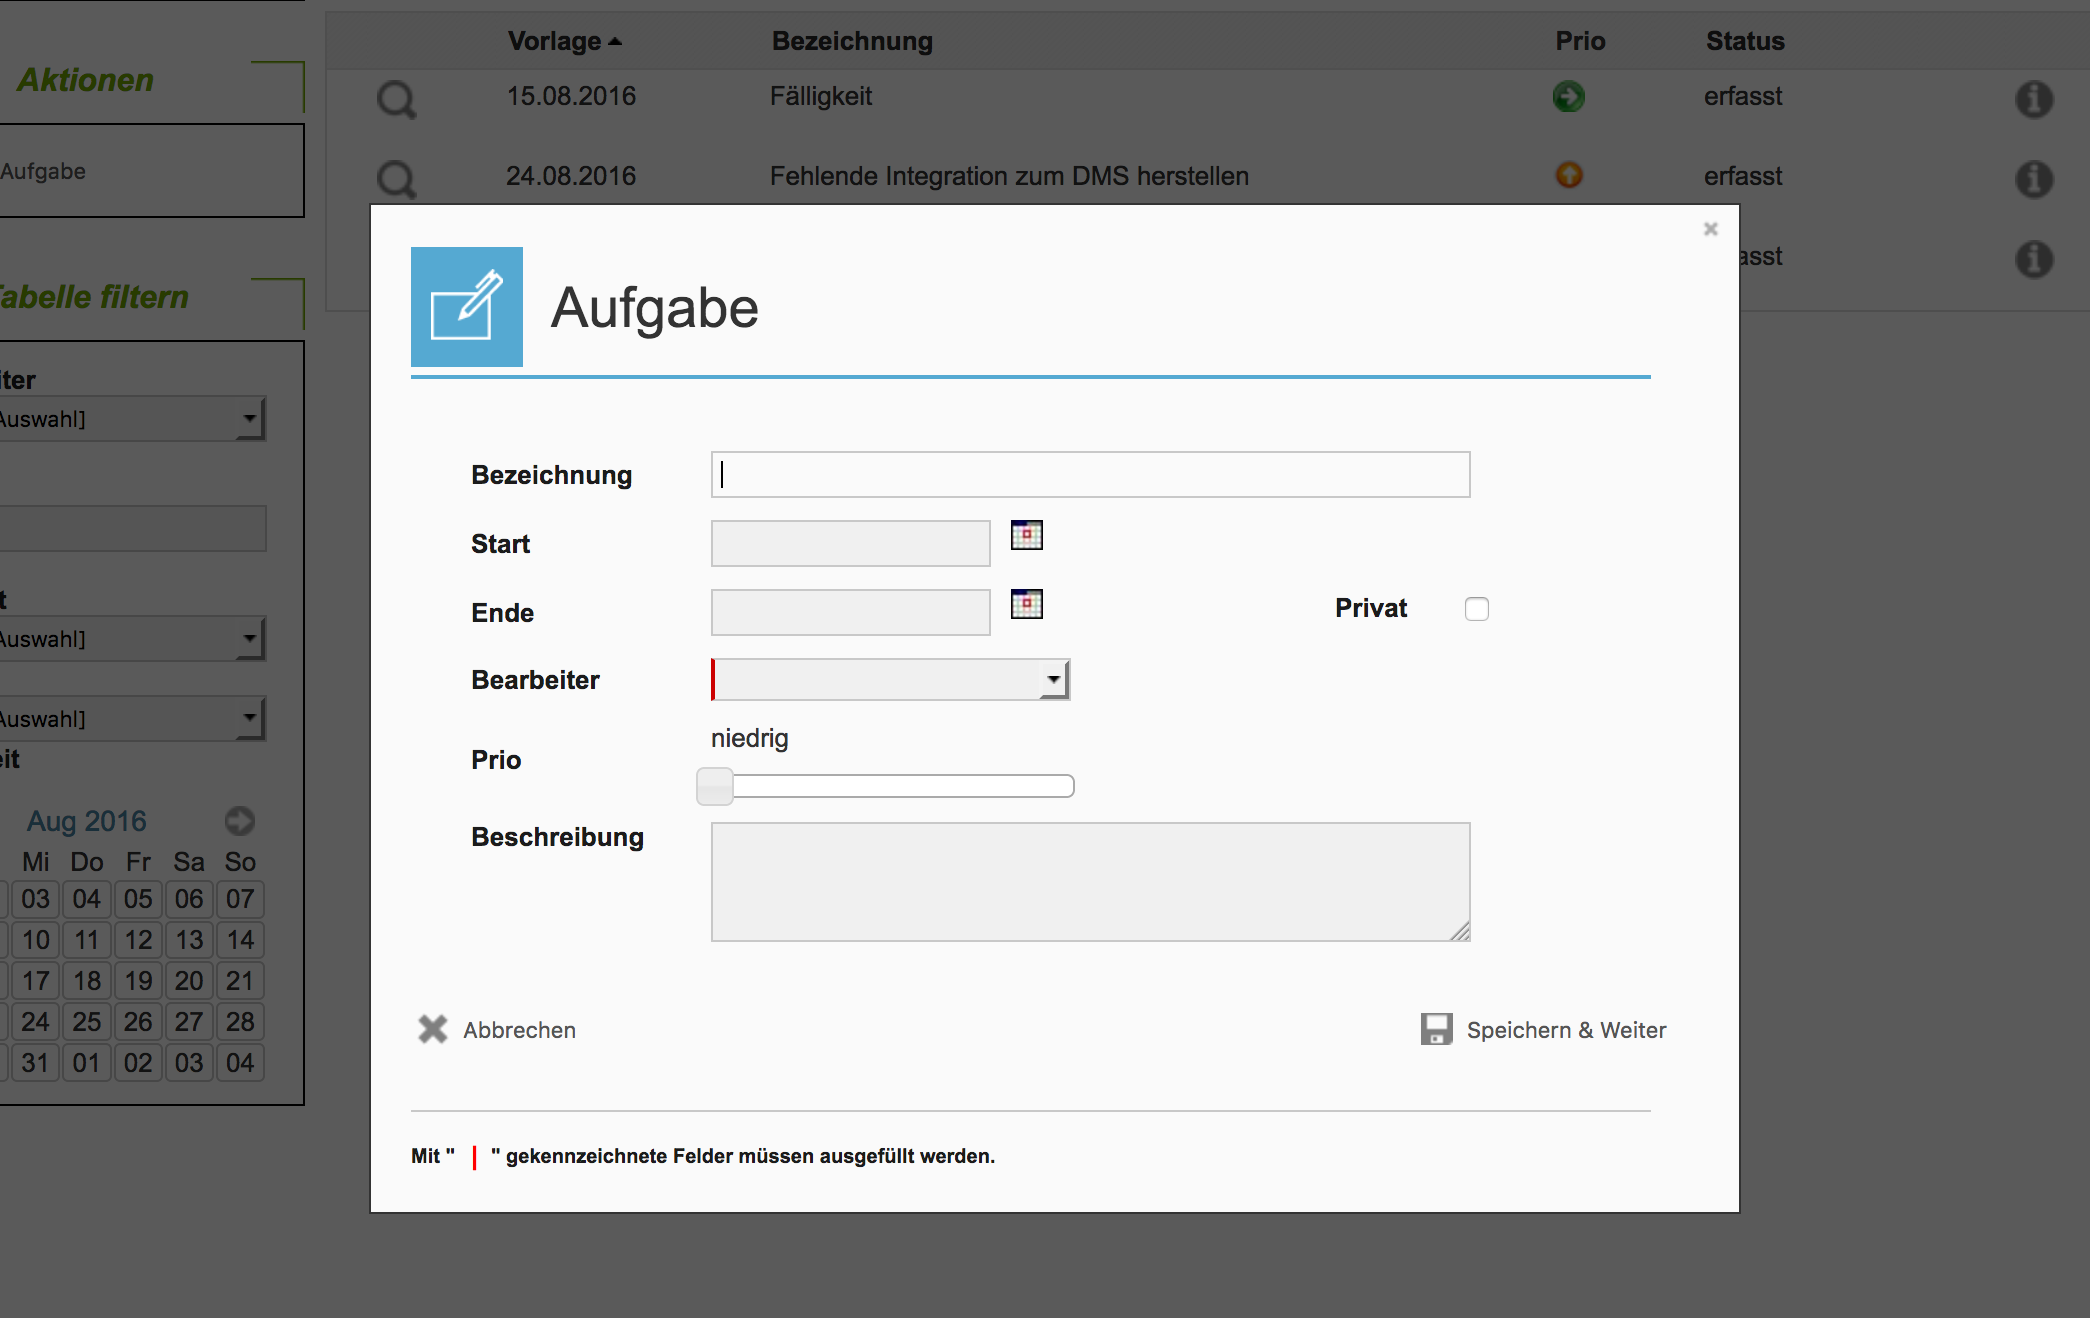 Vorlage Bezeichnung Prio Status
15.08.2016 Fälligkeit erfasst
24.08.2016 Fehlende Integration zum DMS herstellen erfasst
asst
Aktionen
Aufgabe
abelle filtern
iter
Auswahl]
t
Auswahl]
Auswahl]
eit
Aug 2016
Mi Do Fr Sa So
03 04 05 06 07
10 11 12 13 14
17 18 19 20 21
24 25 26 27 28
31 01 02 03 04
Aufgabe
Bezeichnung
Start
Ende Privat
Bearbeiter
niedrig
Prio
Beschreibung
Abbrechen Speichern & Weiter
Mit " | " gekennzeichnete Felder müssen ausgefüllt werden.